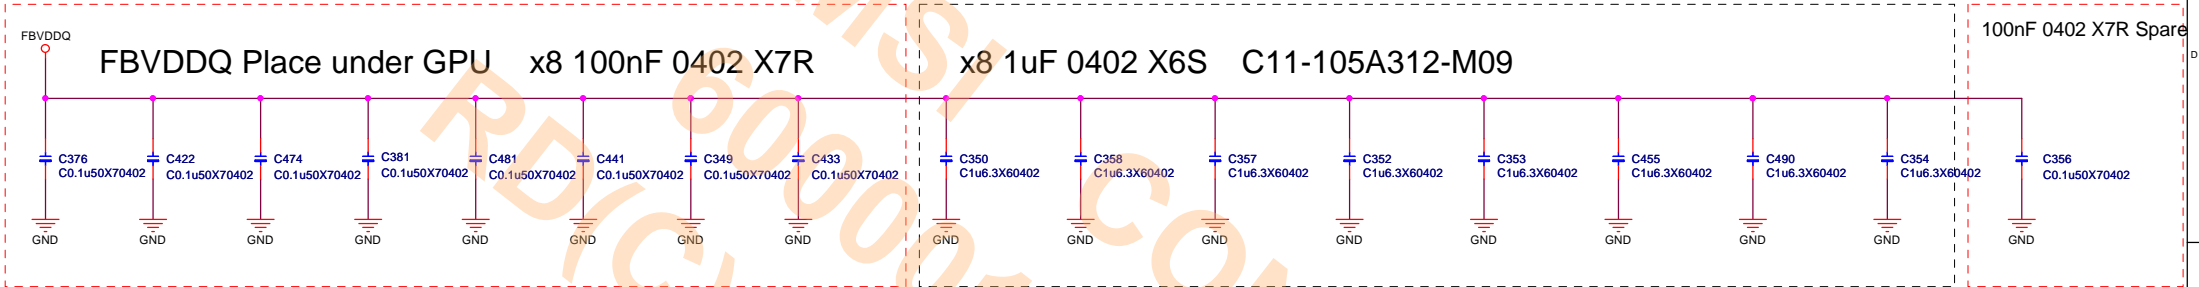 FBVDDQ
FBVDDQ Place under GPU x8 100nF 0402 X7R
x8 1uF 0402 X6S C11-105A312-M09
100nF 0402 X7R Spare
D
C376
C0.1u50X70402
GND
C422
C0.1u50X70402
GND
C474
C0.1u50X70402
GND
C381
C0.1u50X70402
GND
C481
C0.1u50X70402
GND
C441
C0.1u50X70402
GND
C349
C0.1u50X70402
GND
C433
C0.1u50X70402
GND
C350
C1u6.3X60402
GND
C358
C1u6.3X60402
GND
C357
C1u6.3X60402
GND
C352
C1u6.3X60402
GND
C353
C1u6.3X60402
GND
C455
C1u6.3X60402
GND
C490
C1u6.3X60402
GND
C354
C1u6.3X60402
GND
C356
C0.1u50X70402
GND
MSI
RD(C)